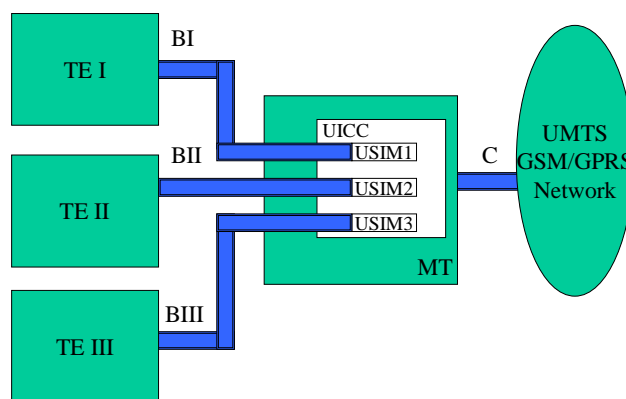 BI
TE I
UICC
USIM1
BII
C
UMTS
GSM/GPRS
Network
USIM2
TE II
USIM3
MT
BIII
TE III